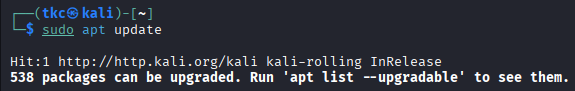 ┌──(tkc㉿kali)-[~]
└─$ sudo apt update
Hit:1 http://http.kali.org/kali kali-rolling InRelease
538 packages can be upgraded. Run 'apt list --upgradable' to see them.